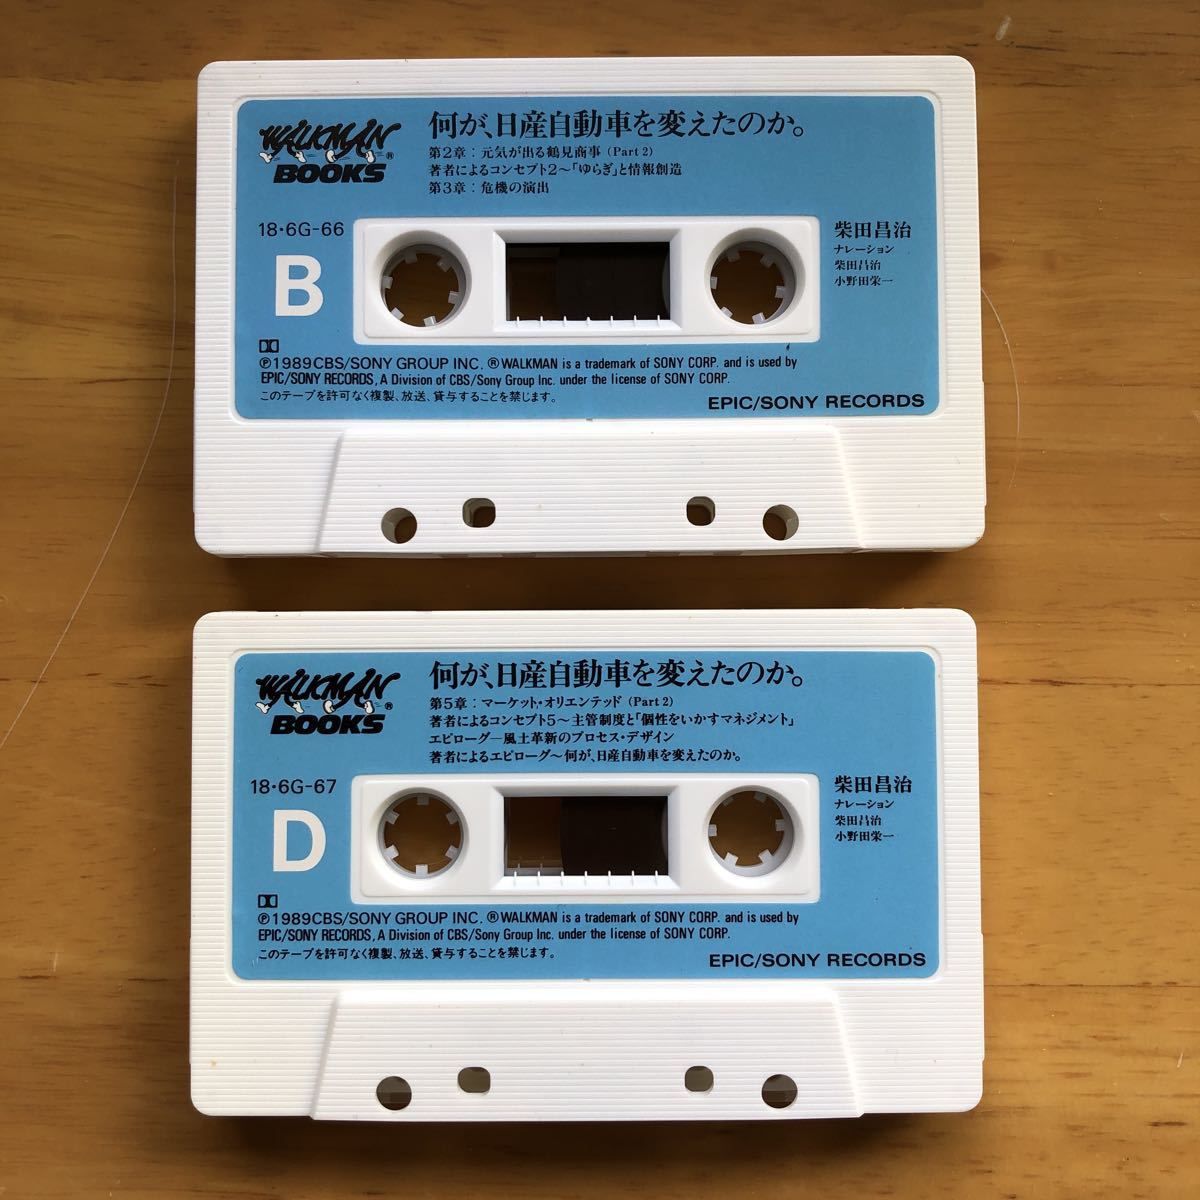 WALKMAN
BOOKS®
何が、日産自動車を変えたのか。
第2章：元気が出る鶴見商事（Part 2）
著者によるコンセプト2〜「ゆらぎ」と情報創造
第3章：危機の演出
18・6G-66
B
柴田昌治
ナレーション
柴田昌治
小野田栄一
Ⓟ1989 CBS/SONY GROUP INC. ®WALKMAN is a trademark of SONY CORP. and is used by
EPIC/SONY RECORDS, A Division of CBS/Sony Group Inc. under the license of SONY CORP.
このテープを許可なく複製、放送、貸与することを禁じます。
EPIC/SONY RECORDS
WALKMAN
BOOKS®
何が、日産自動車を変えたのか。
第5章：マーケット・オリエンテッド（Part 2）
著者によるコンセプト5〜主管制度と「個性をいかすマネジメント」
エピローグ―風土革新のプロセス・デザイン
著者によるエピローグ〜何が、日産自動車を変えたのか。
18・6G-67
D
柴田昌治
ナレーション
柴田昌治
小野田栄一
Ⓟ1989 CBS/SONY GROUP INC. ®WALKMAN is a trademark of SONY CORP. and is used by
EPIC/SONY RECORDS, A Division of CBS/Sony Group Inc. under the license of SONY CORP.
このテープを許可なく複製、放送、貸与することを禁じます。
EPIC/SONY RECORDS